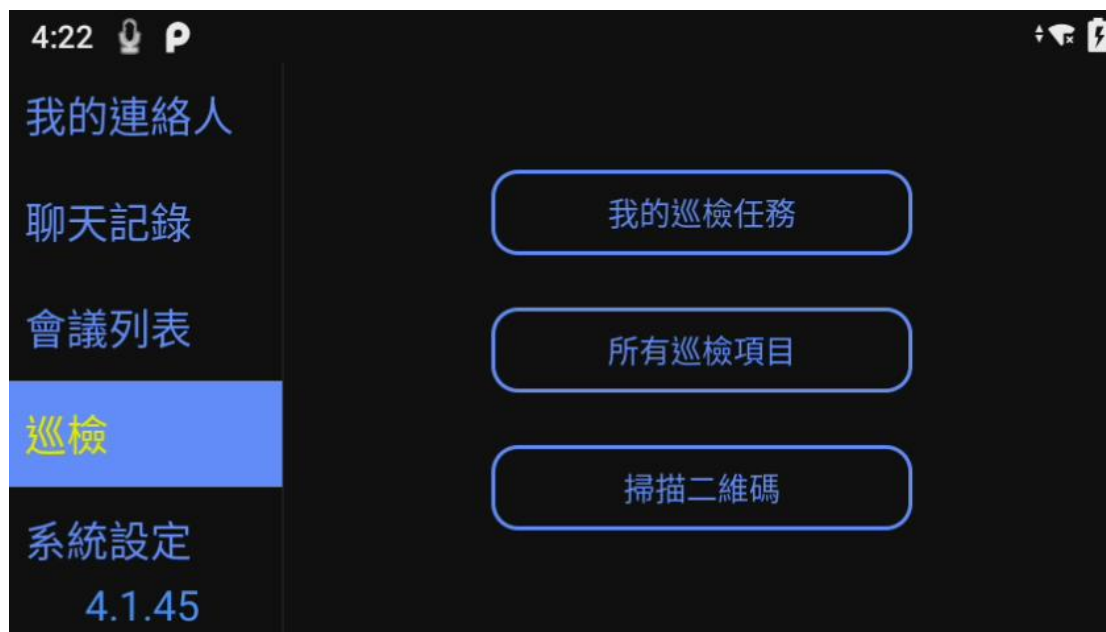 4:22
我的連絡人
聊天記錄
會議列表
巡檢
系統設定
4.1.45
我的巡檢任務
所有巡檢項目
掃描二維碼